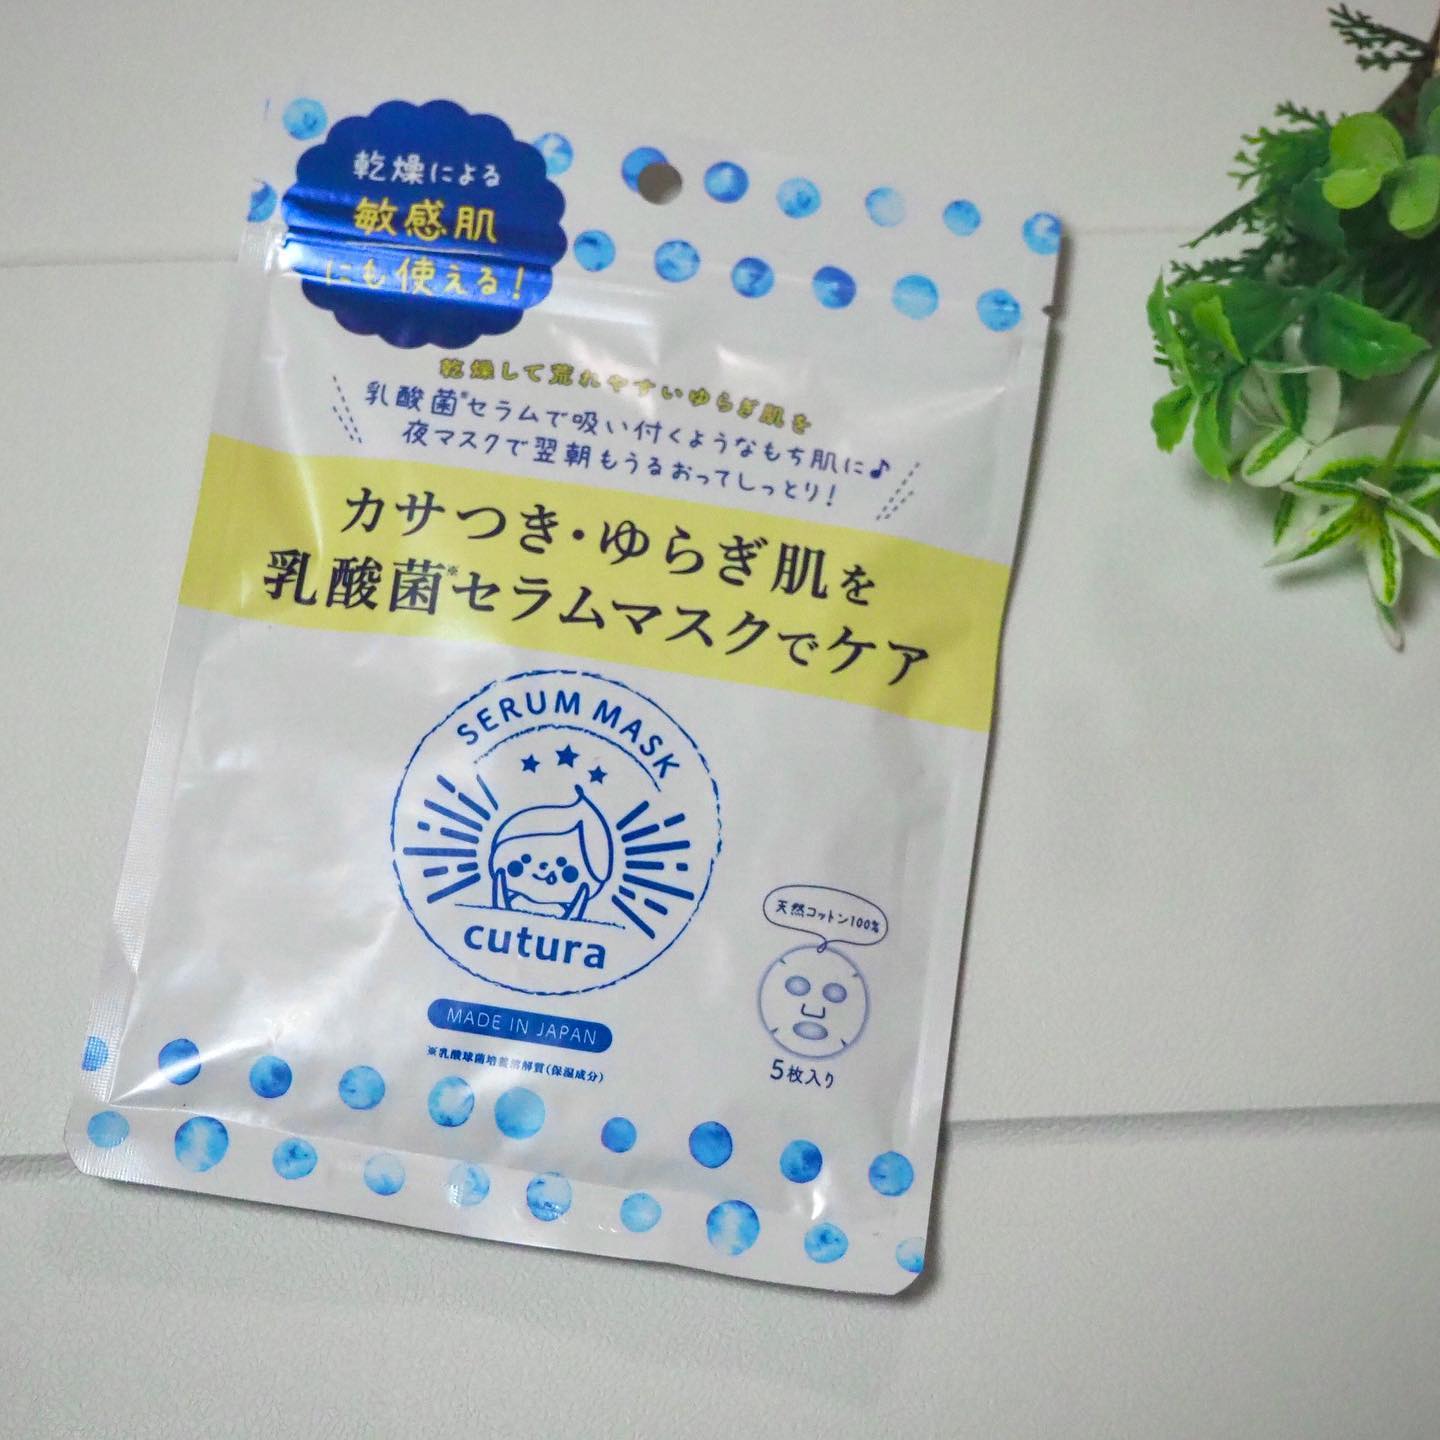 乾燥による
敏感肌
にも使える!
乾燥して荒れやすいゆらぎ肌を
乳酸菌※セラムで吸い付くようなもち肌に♪
夜マスクで翌朝もうるおってしっとり!
カサつき・ゆらぎ肌を
乳酸菌※セラムマスクでケア
SERUM MASK
cutura
天然コットン100%
5枚入り
MADE IN JAPAN
※乳酸球菌培養溶解質(保湿成分)